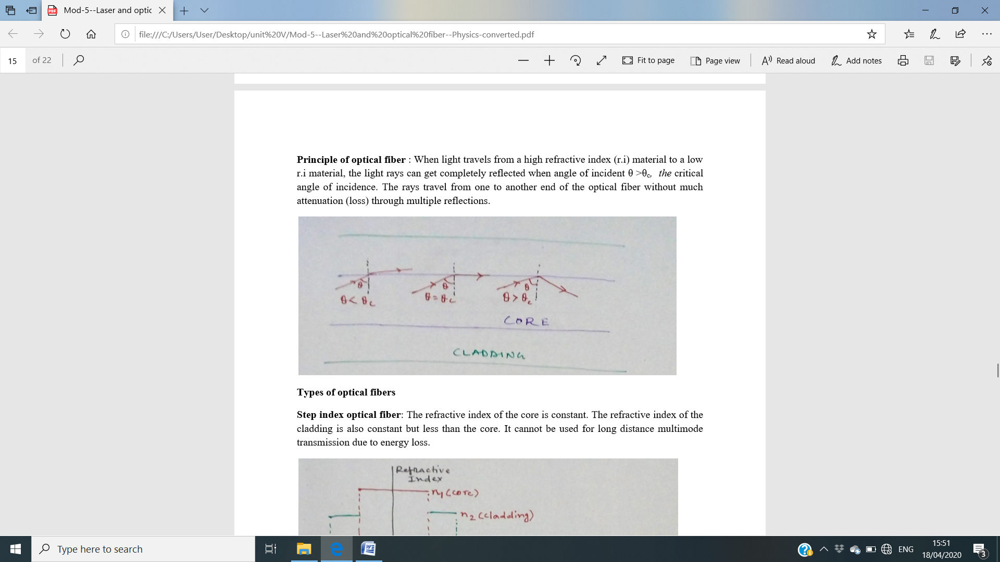 Mod-5--Laser and optic
file:///C:/Users/User/Desktop/unit%20V/Mod-5--Laser%20and%20optical%20fiber--Physics-converted.pdf
15 of 22
Fit to page
Page view
Read aloud
Add notes
Principle of optical fiber : When light travels from a high refractive index (r.i) material to a low
r.i material, the light rays can get completely reflected when angle of incident θ >θc, the critical
angle of incidence. The rays travel from one to another end of the optical fiber without much
attenuation (loss) through multiple reflections.
θ θ θ
θ < θc θ = θc θ > θc
CORE
CLADDING
Types of optical fibers
Step index optical fiber: The refractive index of the core is constant. The refractive index of the
cladding is also constant but less than the core. It cannot be used for long distance multimode
transmission due to energy loss.
Refractive
Index
n1 (core)
n2 (cladding)
Type here to search
ENG
15:51
18/04/2020
3